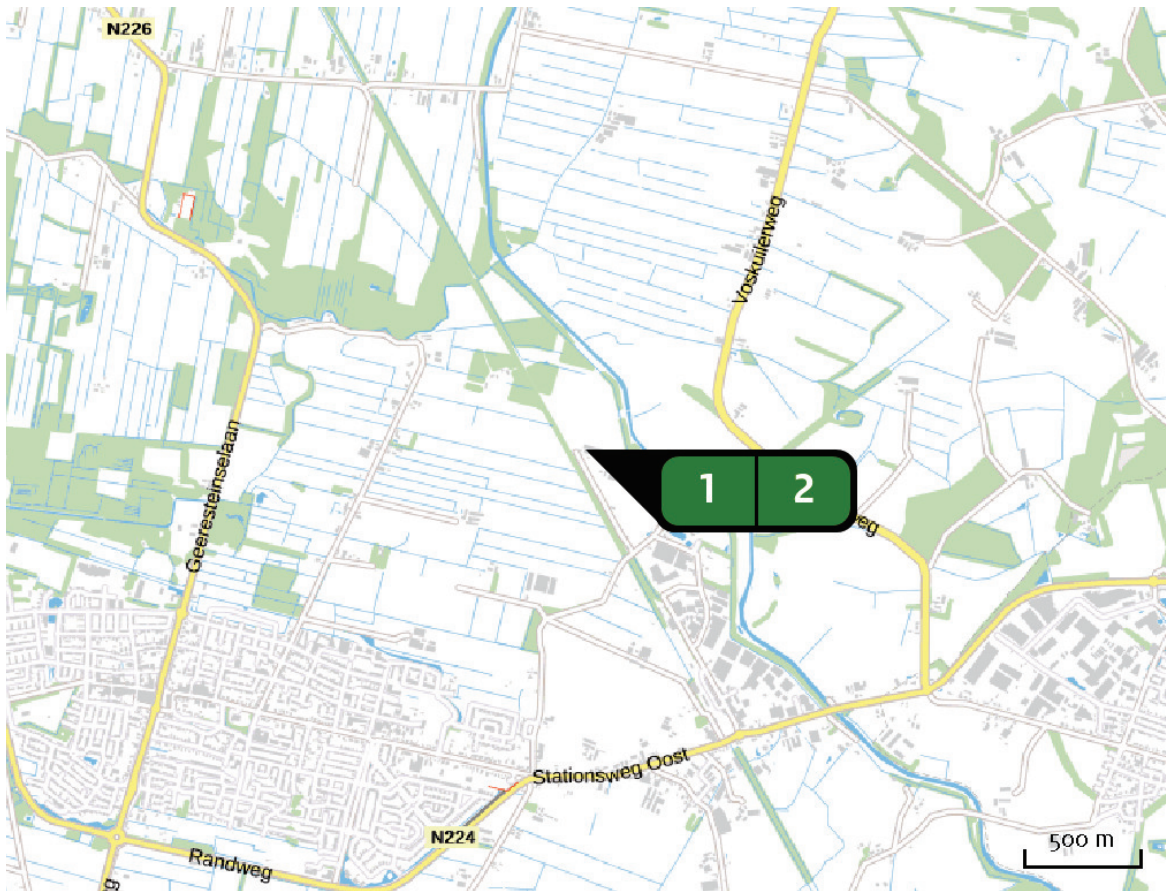 N226
Voskuilerweg
Geeresteinselaan
1 2
weg
Stationsweg Oost
N224
500 m
Randweg
g